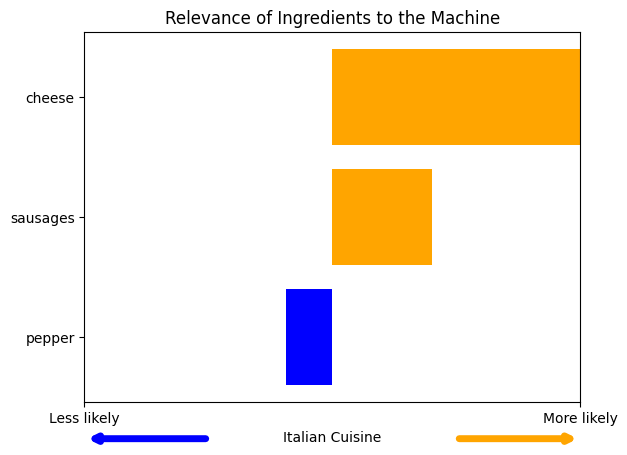 Relevance of Ingredients to the Machine
cheese
sausages
pepper
Less likely
More likely
Italian Cuisine